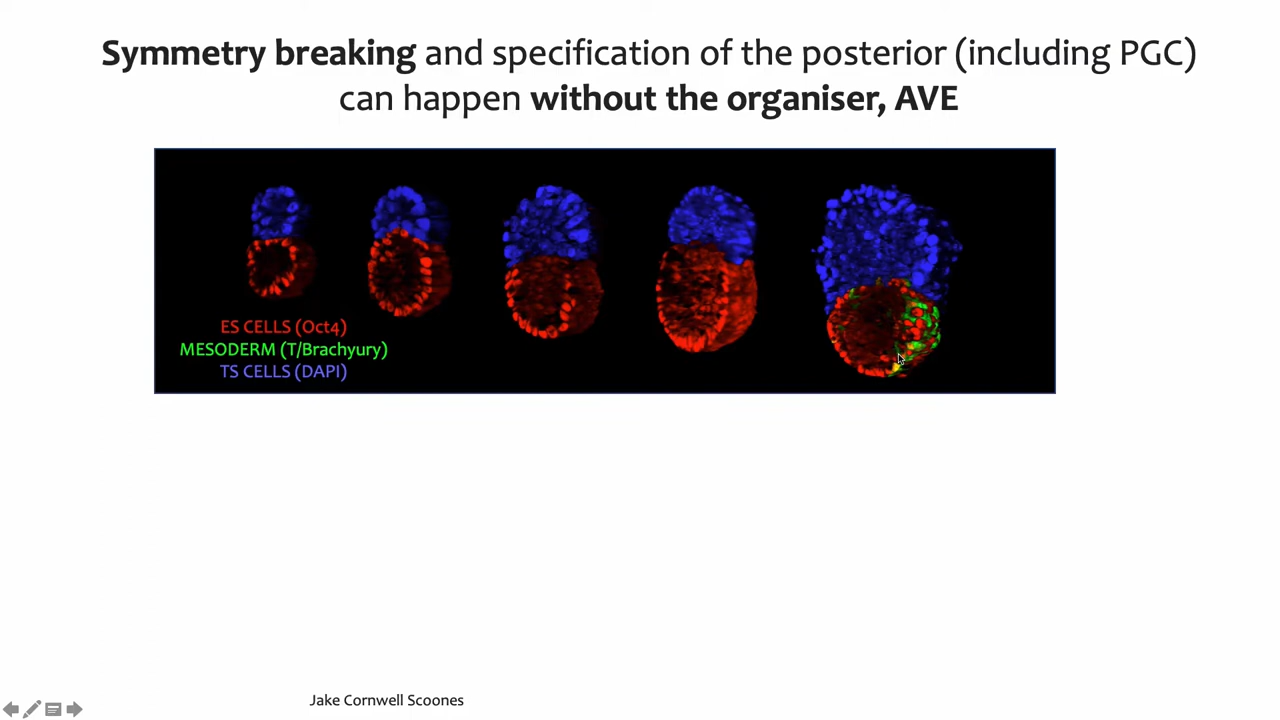 Symmetry breaking and specification of the posterior (including PGC)
can happen without the organiser, AVE
ES CELLS (Oct4)
MESODERM (T/Brachyury)
TS CELLS (DAPI)
Jake Cornwell Scoones